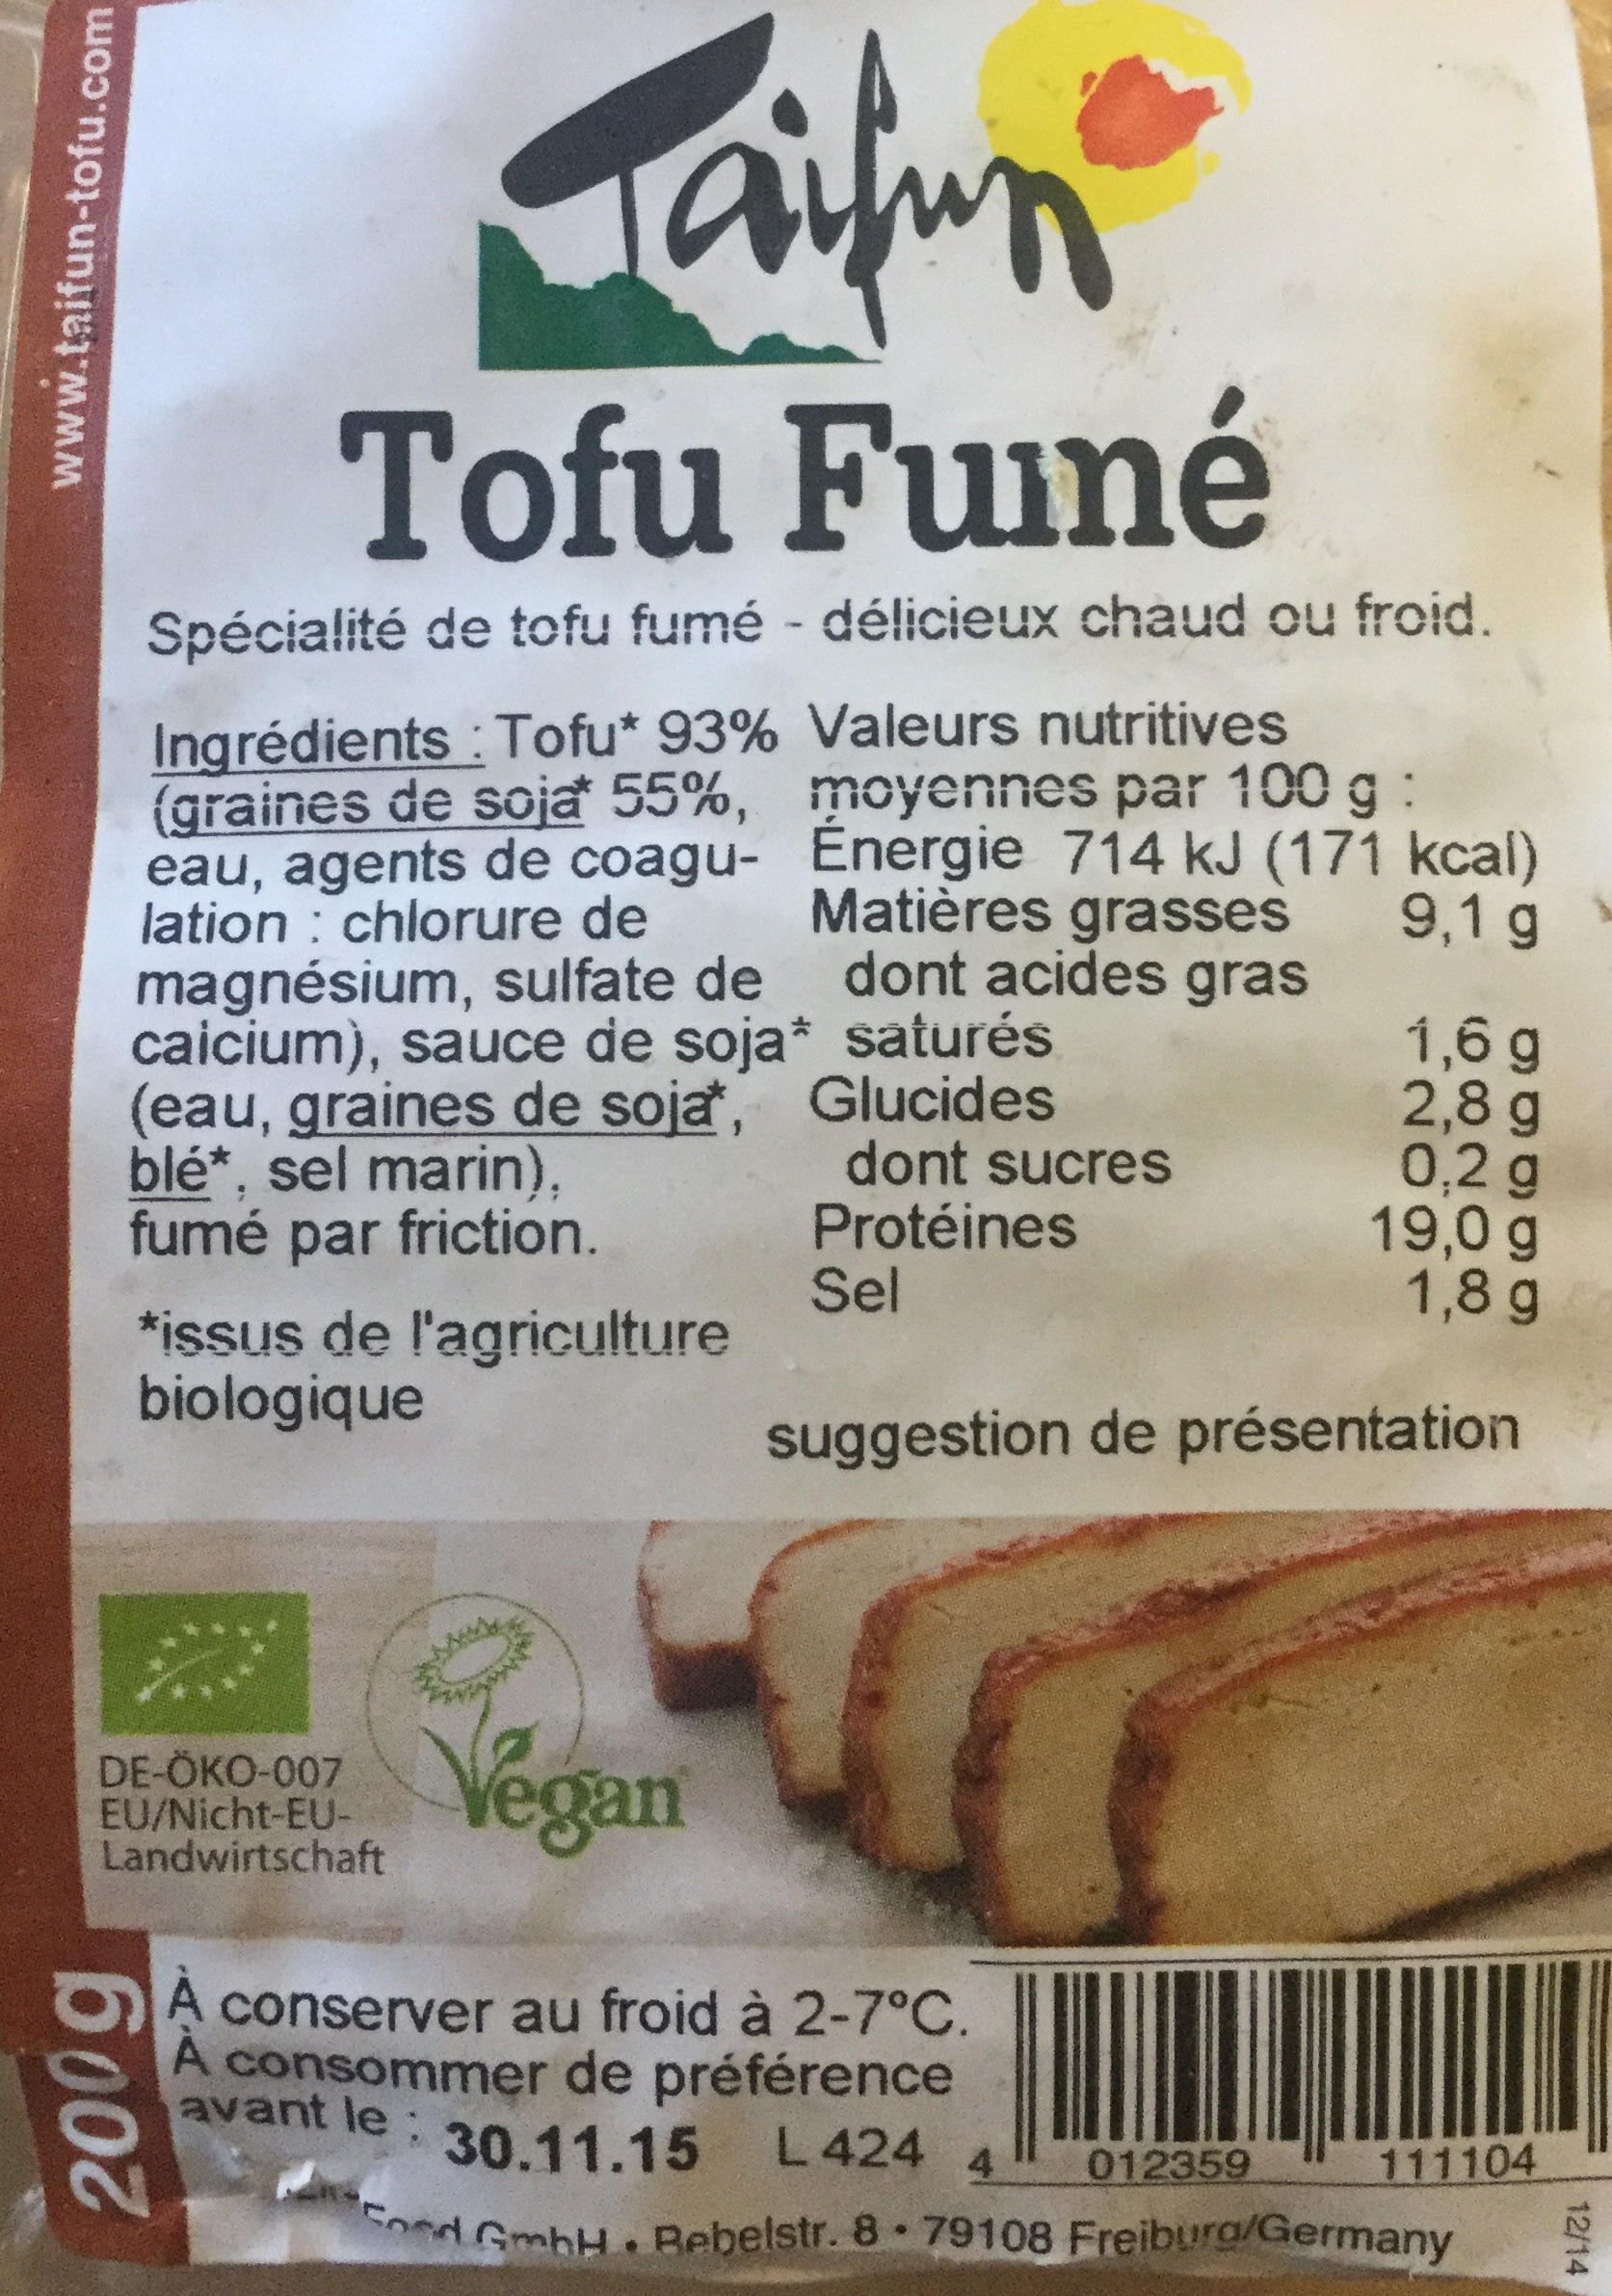 www.taifun-tofu.com
Taifun
Tofu Fumé
Spécialité de tofu fumé - délicieux chaud ou froid.
Ingrédients : Tofu* 93%
(graines de soja* 55%,
eau, agents de coagu-
lation : chlorure de
magnésium, sulfate de
calcium), sauce de soja*
(eau, graines de soja*,
blé*, sel marin),
fumé par friction.
*issus de l'agriculture
biologique
Valeurs nutritives
moyennes par 100 g :
Énergie 714 kJ (171 kcal)
Matières grasses 9,1 g
dont acides gras
saturés 1,6 g
Glucides 2,8 g
dont sucres 0,2 g
Protéines 19,0 g
Sel 1,8 g
suggestion de présentation
DE-ÖKO-007
EU/Nicht-EU-
Landwirtschaft
Vegan
200 g
À conserver au froid à 2-7°C.
À consommer de préférence
avant le : 30.11.15 L 424
4 012359 111104
Food GmbH • Bebelstr. 8 • 79108 Freiburg/Germany
12/14